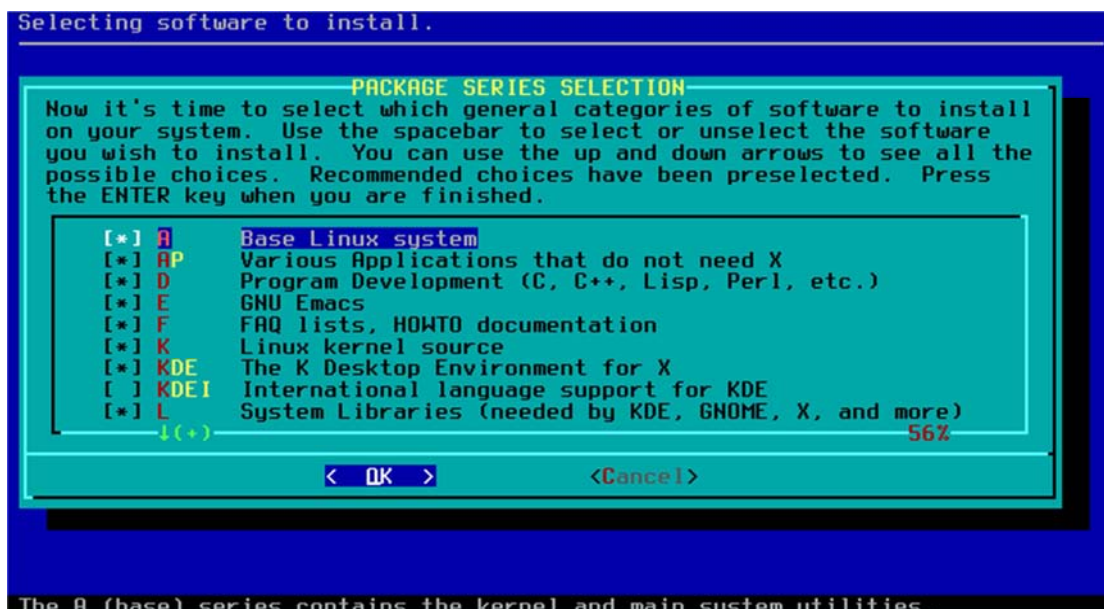 Selecting software to install.
PACKAGE SERIES SELECTION
Now it's time to select which general categories of software to install
on your system.  Use the spacebar to select or unselect the software
you wish to install.  You can use the up and down arrows to see all the
possible choices.  Recommended choices have been preselected.  Press
the ENTER key when you are finished.
[*] A Base Linux system
[*] AP Various Applications that do not need X
[*] D Program Development (C, C++, Lisp, Perl, etc.)
[*] E GNU Emacs
[*] F FAQ lists, HOWTO documentation
[*] K Linux kernel source
[*] KDE The K Desktop Environment for X
[ ] KDEI International language support for KDE
[*] L System Libraries (needed by KDE, GNOME, X, and more)
↓(+) 56%
< OK > <Cancel>
The A (base) series contains the kernel and main system utilities.